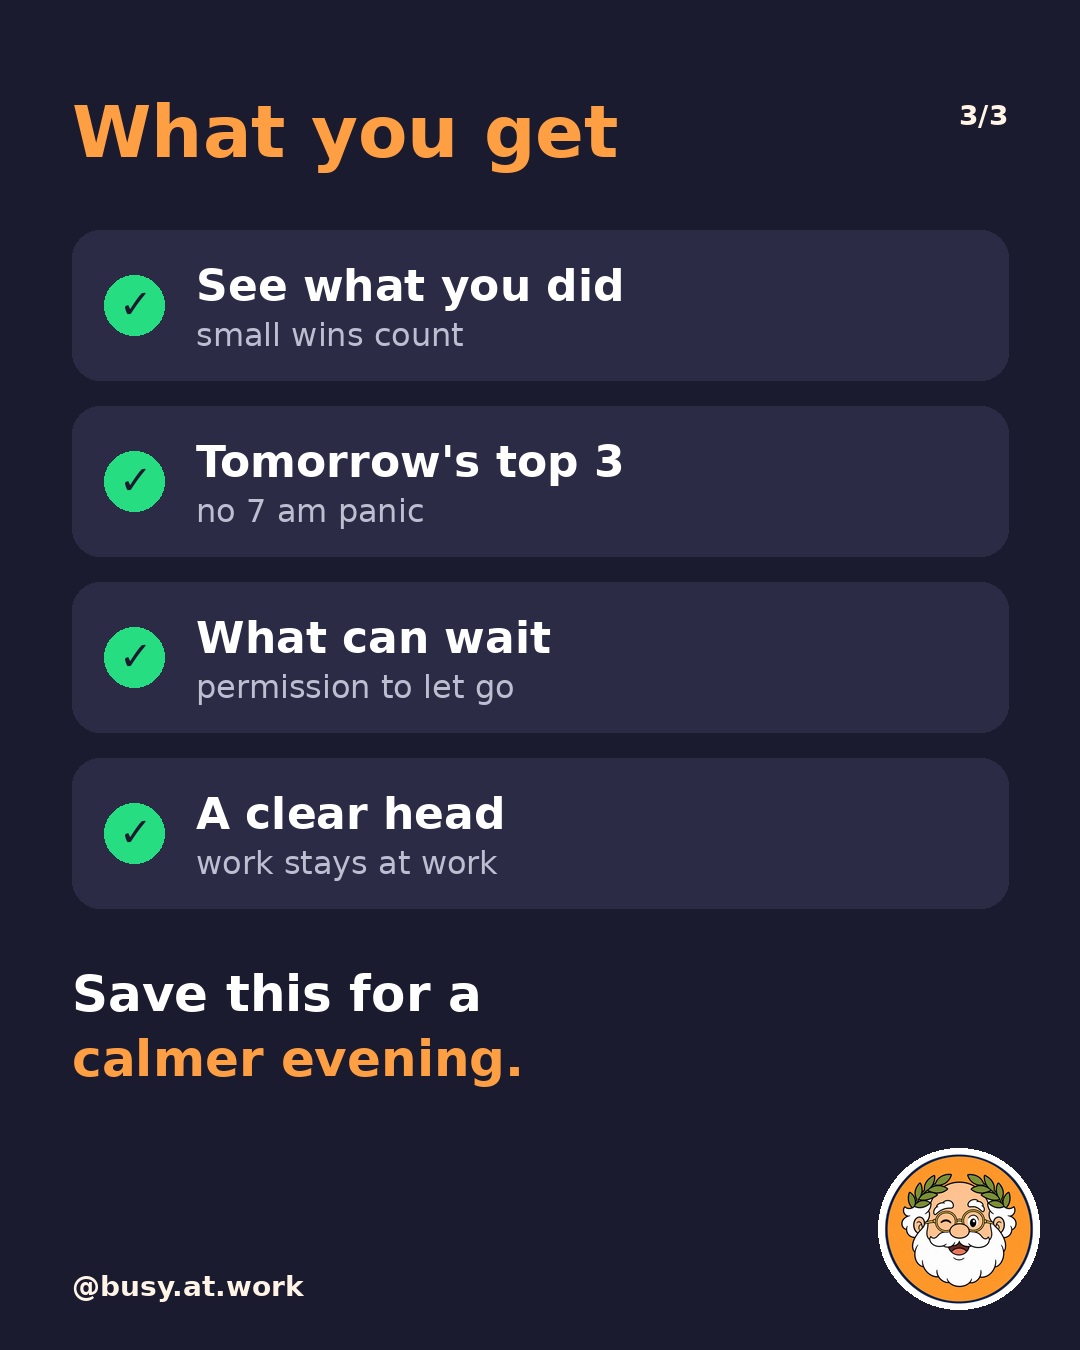 What you get
3/3
✓
See what you did
small wins count
✓
Tomorrow's top 3
no 7 am panic
✓
What can wait
permission to let go
✓
A clear head
work stays at work
Save this for a
calmer evening.
@busy.at.work